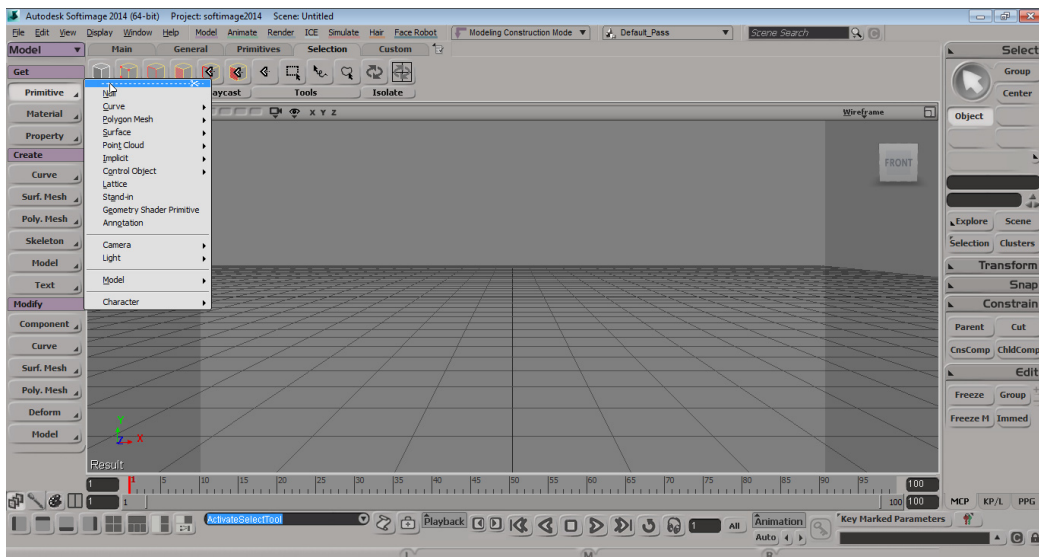 Autodesk Softimage 2014 (64-bit) Project: softimage2014 Scene: Untitled
File Edit View Display Window Help Model Animate Render ICE Simulate Hair Face Robot Modeling Construction Mode Default_Pass Scene Search
Model Main General Primitives Selection Custom Select
Get Group
Primitive aycast Tools Isolate Center
Nul
Curve
Material X Y Z Wireframe Object
Polygon Mesh
Property Surface
Point Cloud
Create Implicit FRONT
Curve Control Object
Lattice
Surf. Mesh Stand-in
Geometry Shader Primitive
Poly. Mesh Annotation Explore Scene
Skeleton Camera Selection Clusters
Model Light Transform
Text Model Snap
Modify Character Constrain
Component Parent Cut
Curve CnsComp ChldComp
Surf. Mesh Edit
Poly. Mesh Freeze Group
Deform Freeze M Immed
Y
Model Z X
Result
1 1 5 10 15 20 25 30 35 40 45 50 55 60 65 70 75 80 85 90 95 100
1 1 100 100 MCP KP/L PPG
ActivateSelectTool Playback 1 All Animation Key Marked Parameters
Auto
L M R